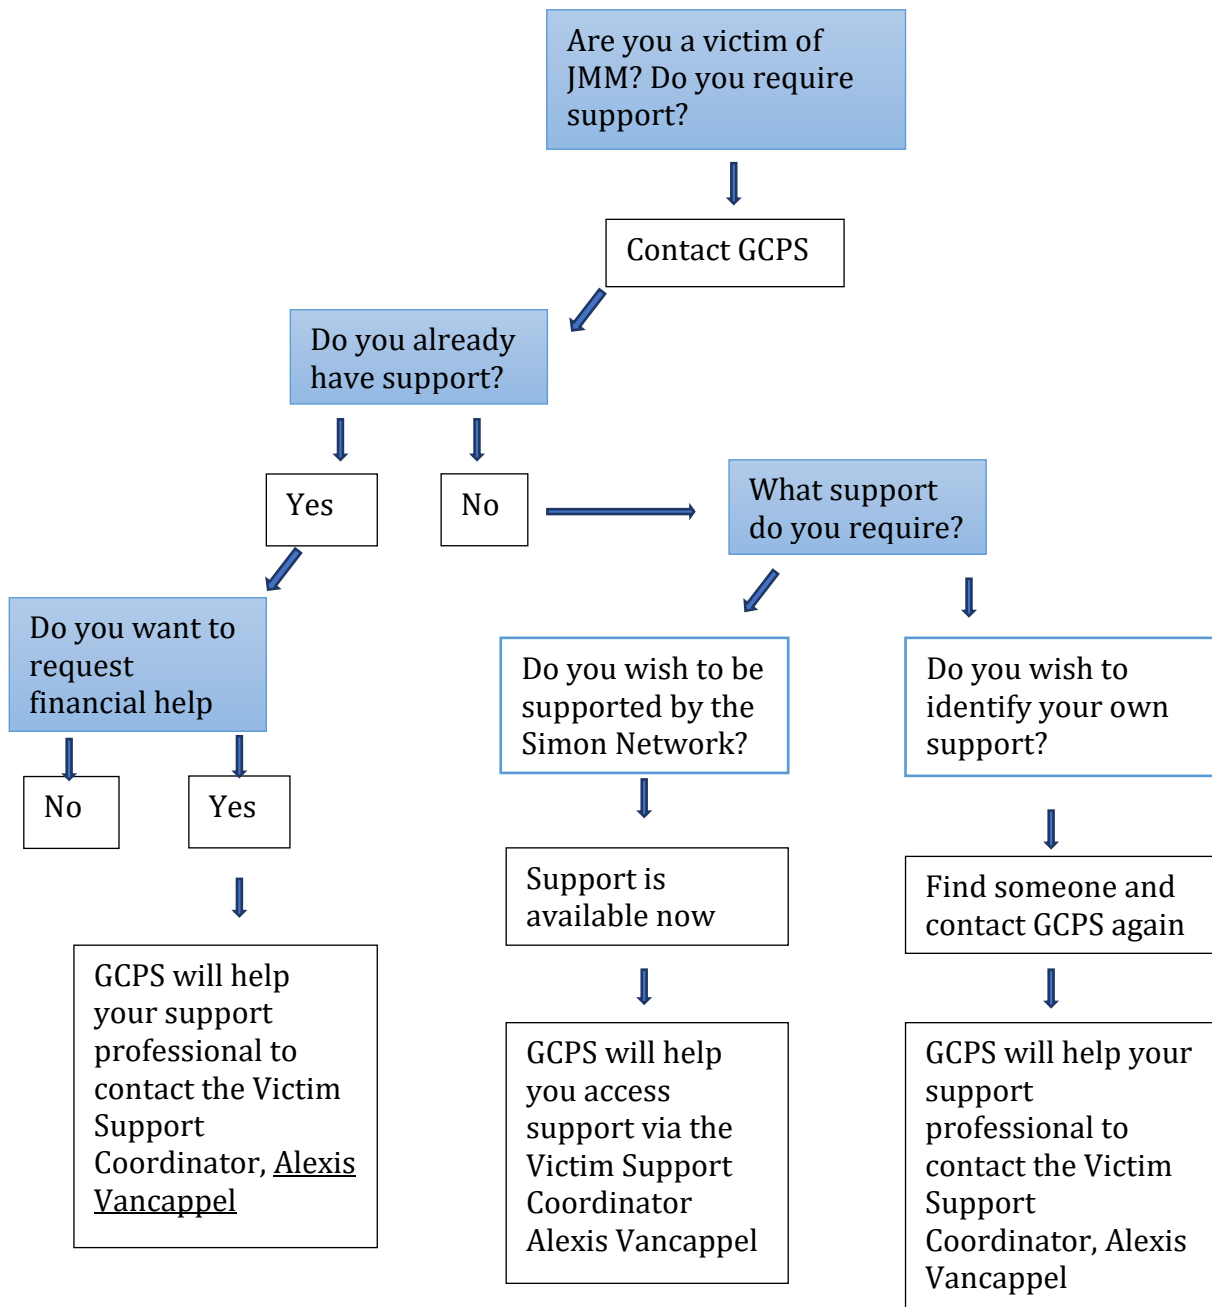 Are you a victim of
JMM? Do you require
support?
Contact GCPS
Do you already
have support?
Yes
No
What support
do you require?
Do you want to
request
financial help
No
Yes
GCPS will help
your support
professional to
contact the Victim
Support
Coordinator, Alexis
Vancappel
Do you wish to be
supported by the
Simon Network?
Support is
available now
GCPS will help
you access
support via the
Victim Support
Coordinator
Alexis Vancappel
Do you wish to
identify your own
support?
Find someone and
contact GCPS again
GCPS will help your
support
professional to
contact the Victim
Support
Coordinator, Alexis
Vancappel